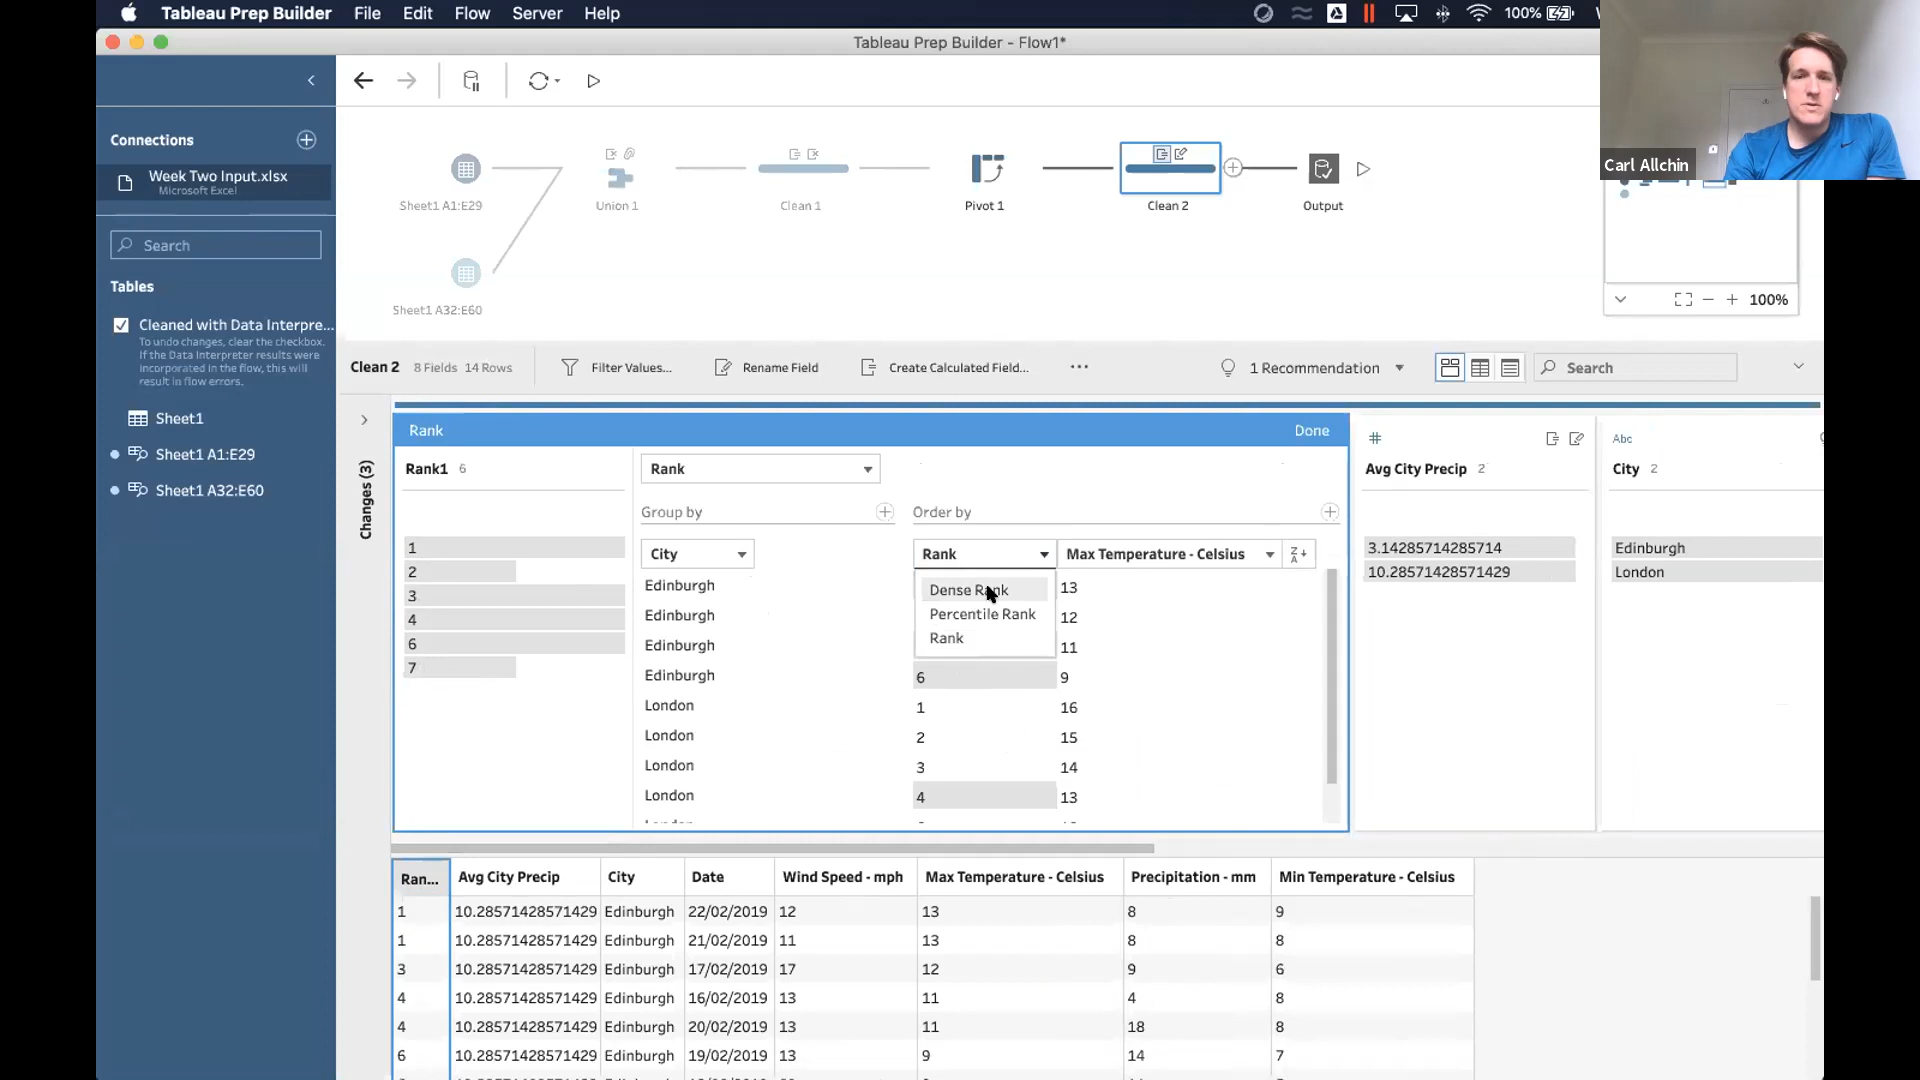 Tableau Prep Builder File Edit Flow Server Help
100%
Tableau Prep Builder - Flow1*
Carl Allchin
Connections
Week Two Input.xlsx
Microsoft Excel
Search
Tables
Cleaned with Data Interpre...
To undo changes, clear the checkbox.
If the Data Interpreter results were
incorporated in the flow, this will
result in flow errors.
Sheet1
Sheet1 A1:E29
Sheet1 A32:E60
Sheet1 A1:E29
Union 1
Clean 1
Pivot 1
Clean 2
Output
Sheet1 A32:E60
100%
Clean 2 8 Fields 14 Rows Filter Values... Rename Field Create Calculated Field... 1 Recommendation Search
Changes (3)
Rank Done
Rank1 6
1
2
3
4
6
7
Rank
Group by Order by
City Rank Max Temperature - Celsius
Dense Rank
Percentile Rank
Rank
Edinburgh 13
Edinburgh 12
Edinburgh 11
Edinburgh 6 9
London 1 16
London 2 15
London 3 14
London 4 13
Avg City Precip 2
3.14285714285714
10.28571428571429
Abc
City 2
Edinburgh
London
Ran... Avg City Precip City Date Wind Speed - mph Max Temperature - Celsius Precipitation - mm Min Temperature - Celsius
1 10.28571428571429 Edinburgh 22/02/2019 12 13 8 9
1 10.28571428571429 Edinburgh 21/02/2019 11 13 8 8
3 10.28571428571429 Edinburgh 17/02/2019 17 12 9 6
4 10.28571428571429 Edinburgh 16/02/2019 13 11 4 8
4 10.28571428571429 Edinburgh 20/02/2019 13 11 18 8
6 10.28571428571429 Edinburgh 19/02/2019 13 9 14 7